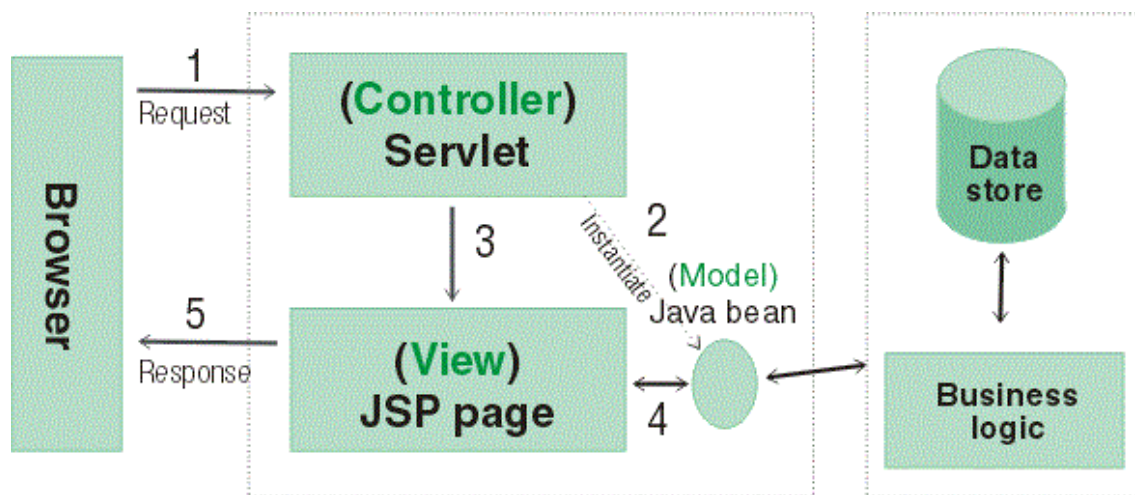 Browser
1
Request
(Controller)
Servlet
2
Instantiate
3
(Model)
Java bean
5
Response
(View)
JSP page
4
Data
store
Business
logic